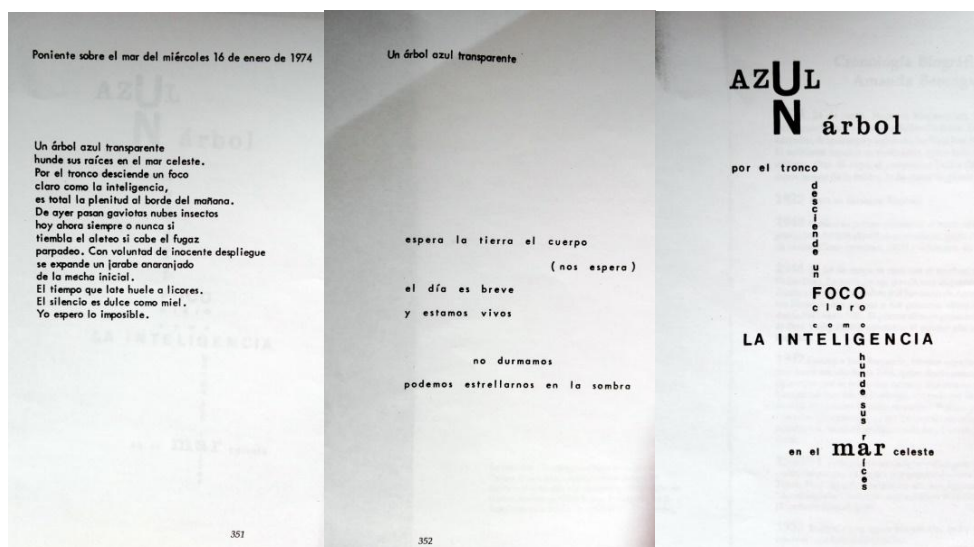 Poniente sobre el mar del miércoles 16 de enero de 1974
Un árbol azul transparente
hunde sus raíces en el mar celeste.
Por el tronco desciende un foco
claro como la inteligencia,
es total la plenitud al borde del mañana.
De ayer pasan gaviotas nubes insectos
hoy ahora siempre o nunca si
tiembla el aleteo si cabe el fugaz
parpadeo. Con voluntad de inocente despliegue
se expande un jarabe anaranjado
de la mecha inicial.
El tiempo que late huele a licores.
El silencio es dulce como miel.
Yo espero lo imposible.
351
Un árbol azul transparente
espera la tierra el cuerpo
(nos espera)
el día es breve
y estamos vivos
no durmamos
podemos estrellarnos en la sombra
352
AZUL
N árbol
por el tronco
desciende
un
FOCO
claro
como
LA INTELIGENCIA
hunde
sus
raíces
en el mar celeste